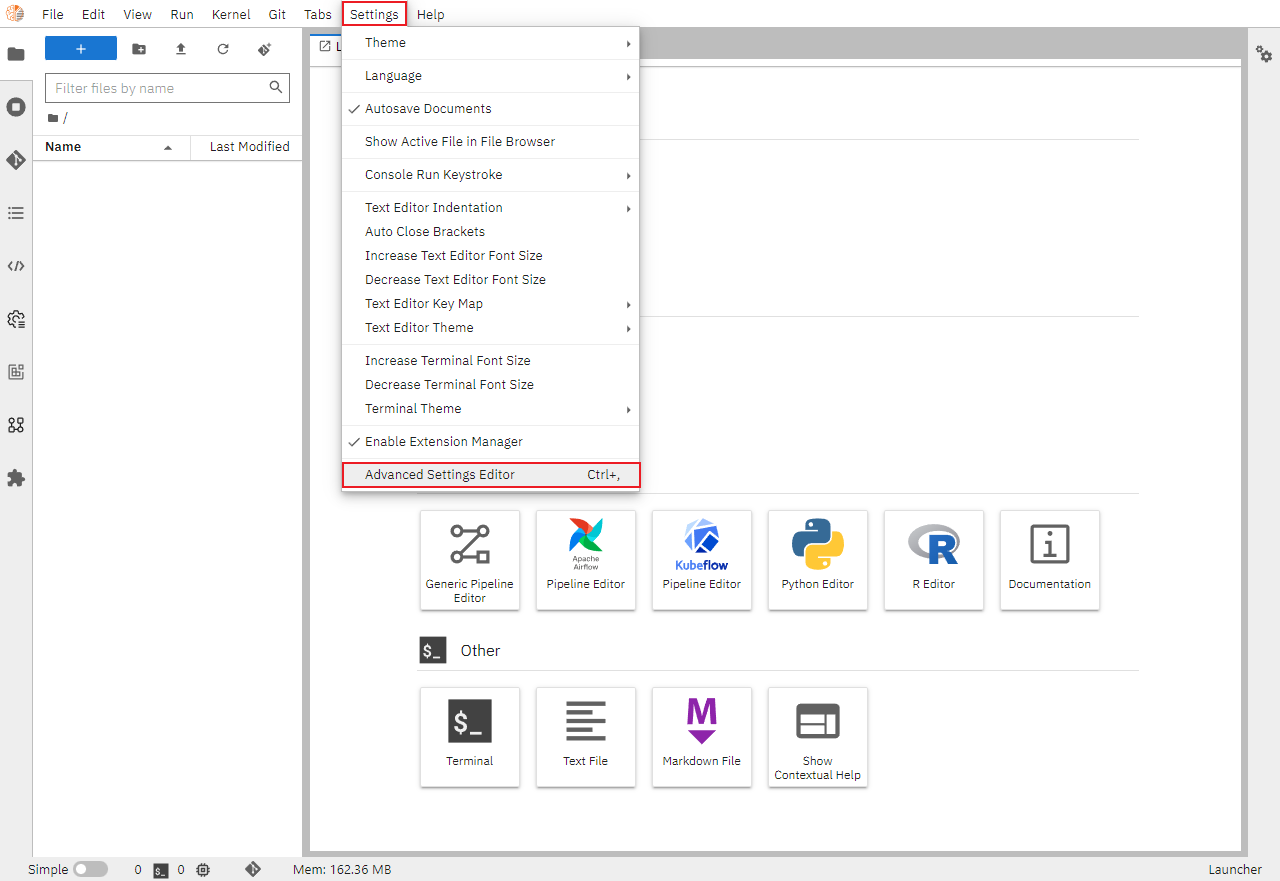 File Edit View Run Kernel Git Tabs Settings Help
+
Filter files by name
/
Name Last Modified
L
Theme
Language
Autosave Documents
Show Active File in File Browser
Console Run Keystroke
Text Editor Indentation
Auto Close Brackets
Increase Text Editor Font Size
Decrease Text Editor Font Size
Text Editor Key Map
Text Editor Theme
Increase Terminal Font Size
Decrease Terminal Font Size
Terminal Theme
Enable Extension Manager
Advanced Settings Editor Ctrl+,
Generic Pipeline
Editor
Apache
Airflow
Pipeline Editor
Kubeflow
Pipeline Editor
Python Editor
R
R Editor
i
Documentation
$_ Other
$_
Terminal
Text File
M
Markdown File
Show
Contextual Help
Simple 0 $_ 0 Mem: 162.36 MB Launcher